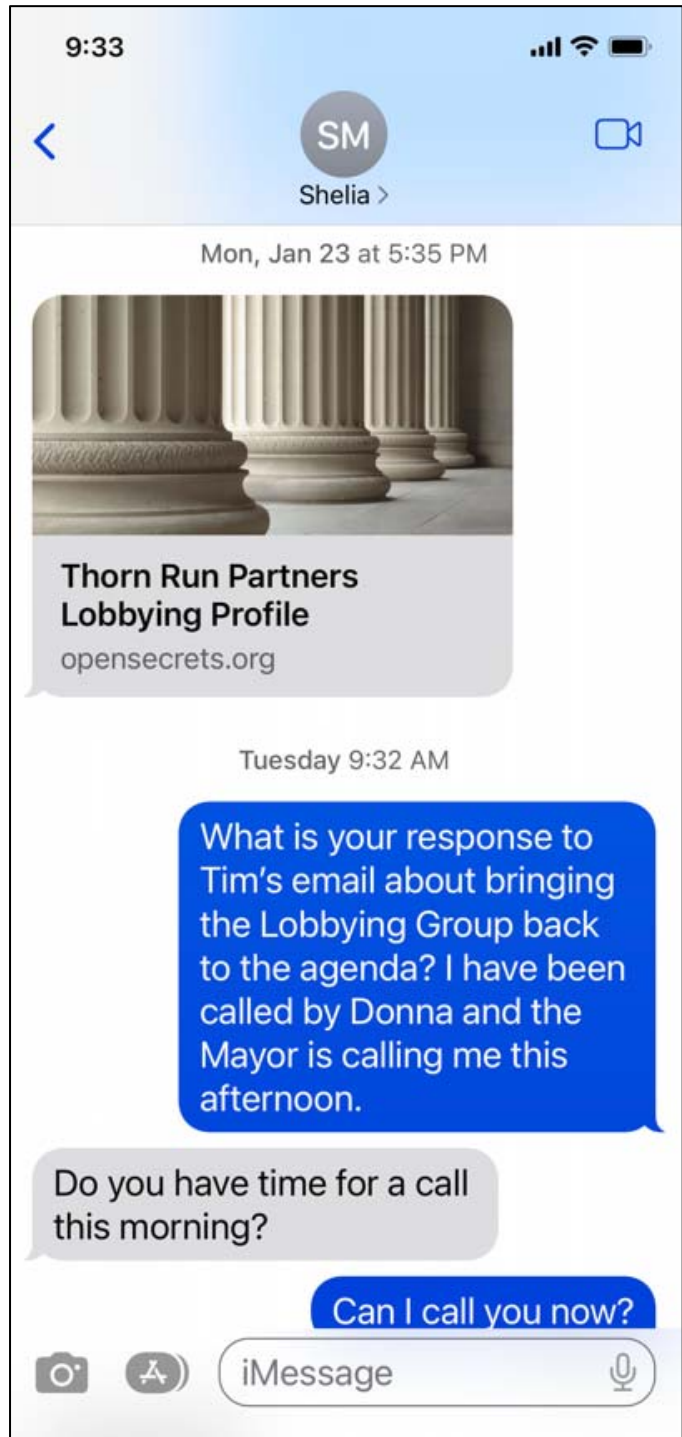 9:33
SM
Shelia >
Mon, Jan 23 at 5:35 PM
Thorn Run Partners
Lobbying Profile
opensecrets.org
Tuesday 9:32 AM
What is your response to
Tim's email about bringing
the Lobbying Group back
to the agenda? I have been
called by Donna and the
Mayor is calling me this
afternoon.
Do you have time for a call
this morning?
Can I call you now?
iMessage